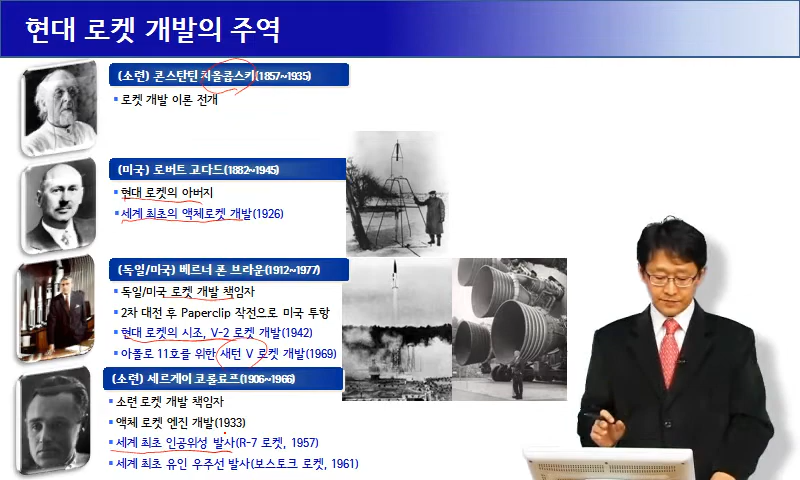 현대 로켓 개발의 주역
(소련) 콘스탄틴 치올콥스키(1857~1935)
로켓 개발 이론 전개
(미국) 로버트 고다드(1882~1945)
현대 로켓의 아버지
세계 최초의 액체로켓 개발(1926)
(독일/미국) 베르너 폰 브라운(1912~1977)
독일/미국 로켓 개발 책임자
2차 대전 후 Paperclip 작전으로 미국 투항
현대 로켓의 시조, V-2 로켓 개발(1942)
아폴로 11호를 위한 새턴 V 로켓 개발(1969)
(소련) 세르게이 코롤료프(1906~1966)
소련 로켓 개발 책임자
액체 로켓 엔진 개발(1933)
세계 최초 인공위성 발사(R-7 로켓, 1957)
세계 최초 유인 우주선 발사(보스토크 로켓, 1961)